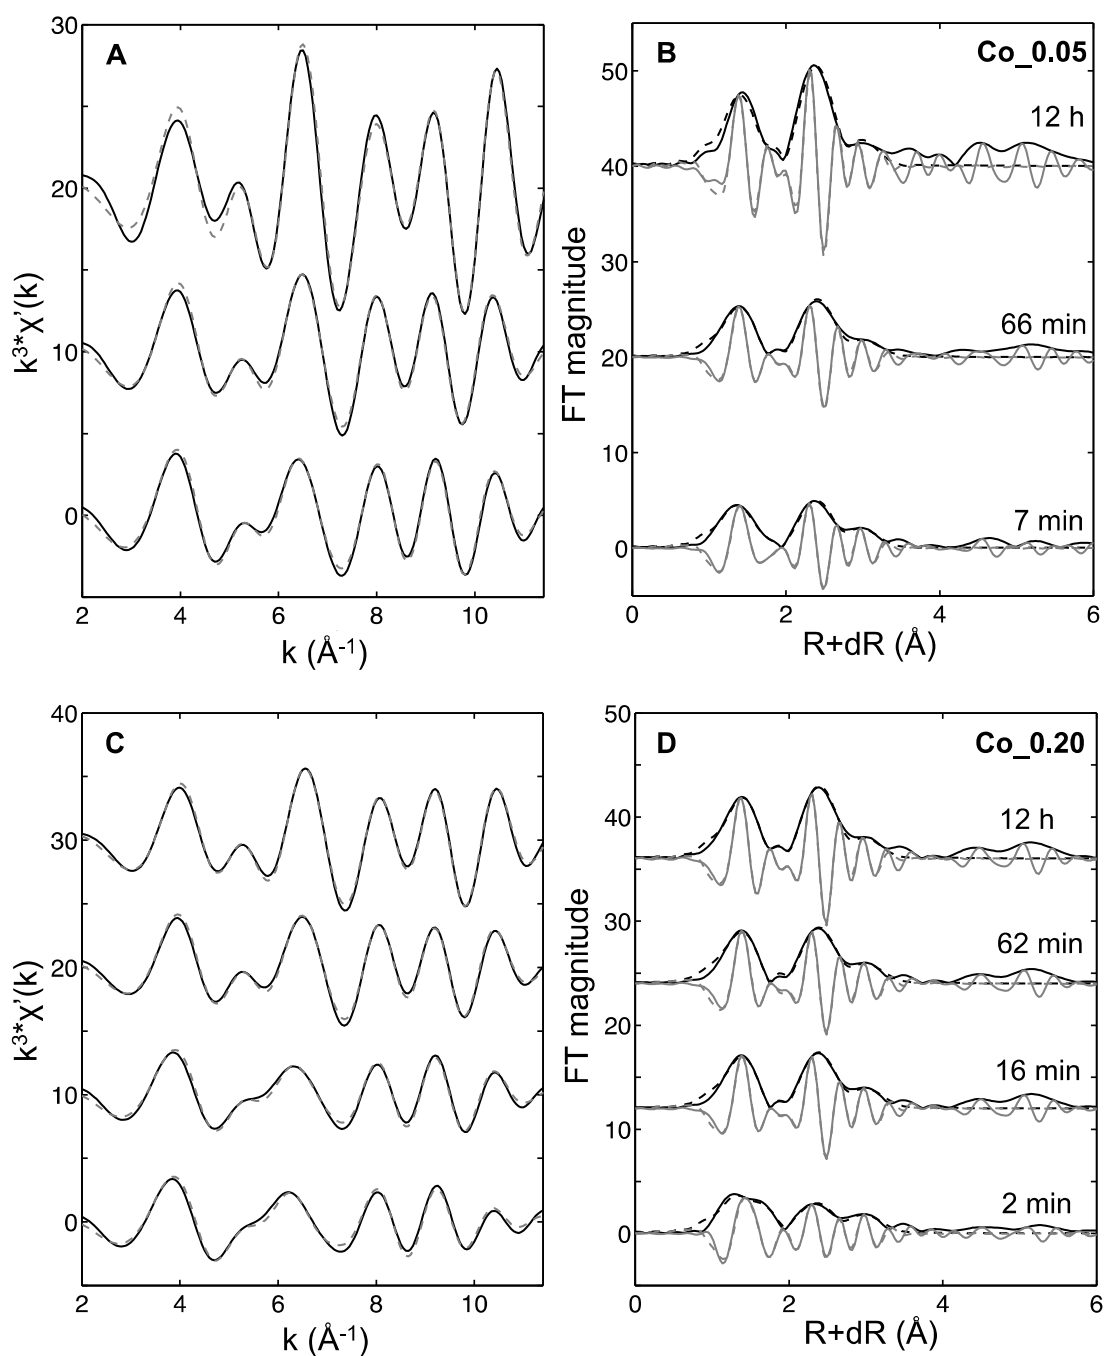 A
30
20
10
0
k³*χ'(k)
2 4 6 8 10
k (Å⁻¹)
B
Co_0.05
50
40
30
20
10
0
FT magnitude
12 h
66 min
7 min
0 2 4 6
R+dR (Å)
C
40
30
20
10
0
k³*χ'(k)
2 4 6 8 10
k (Å⁻¹)
D
Co_0.20
50
40
30
20
10
0
FT magnitude
12 h
62 min
16 min
2 min
0 2 4 6
R+dR (Å)